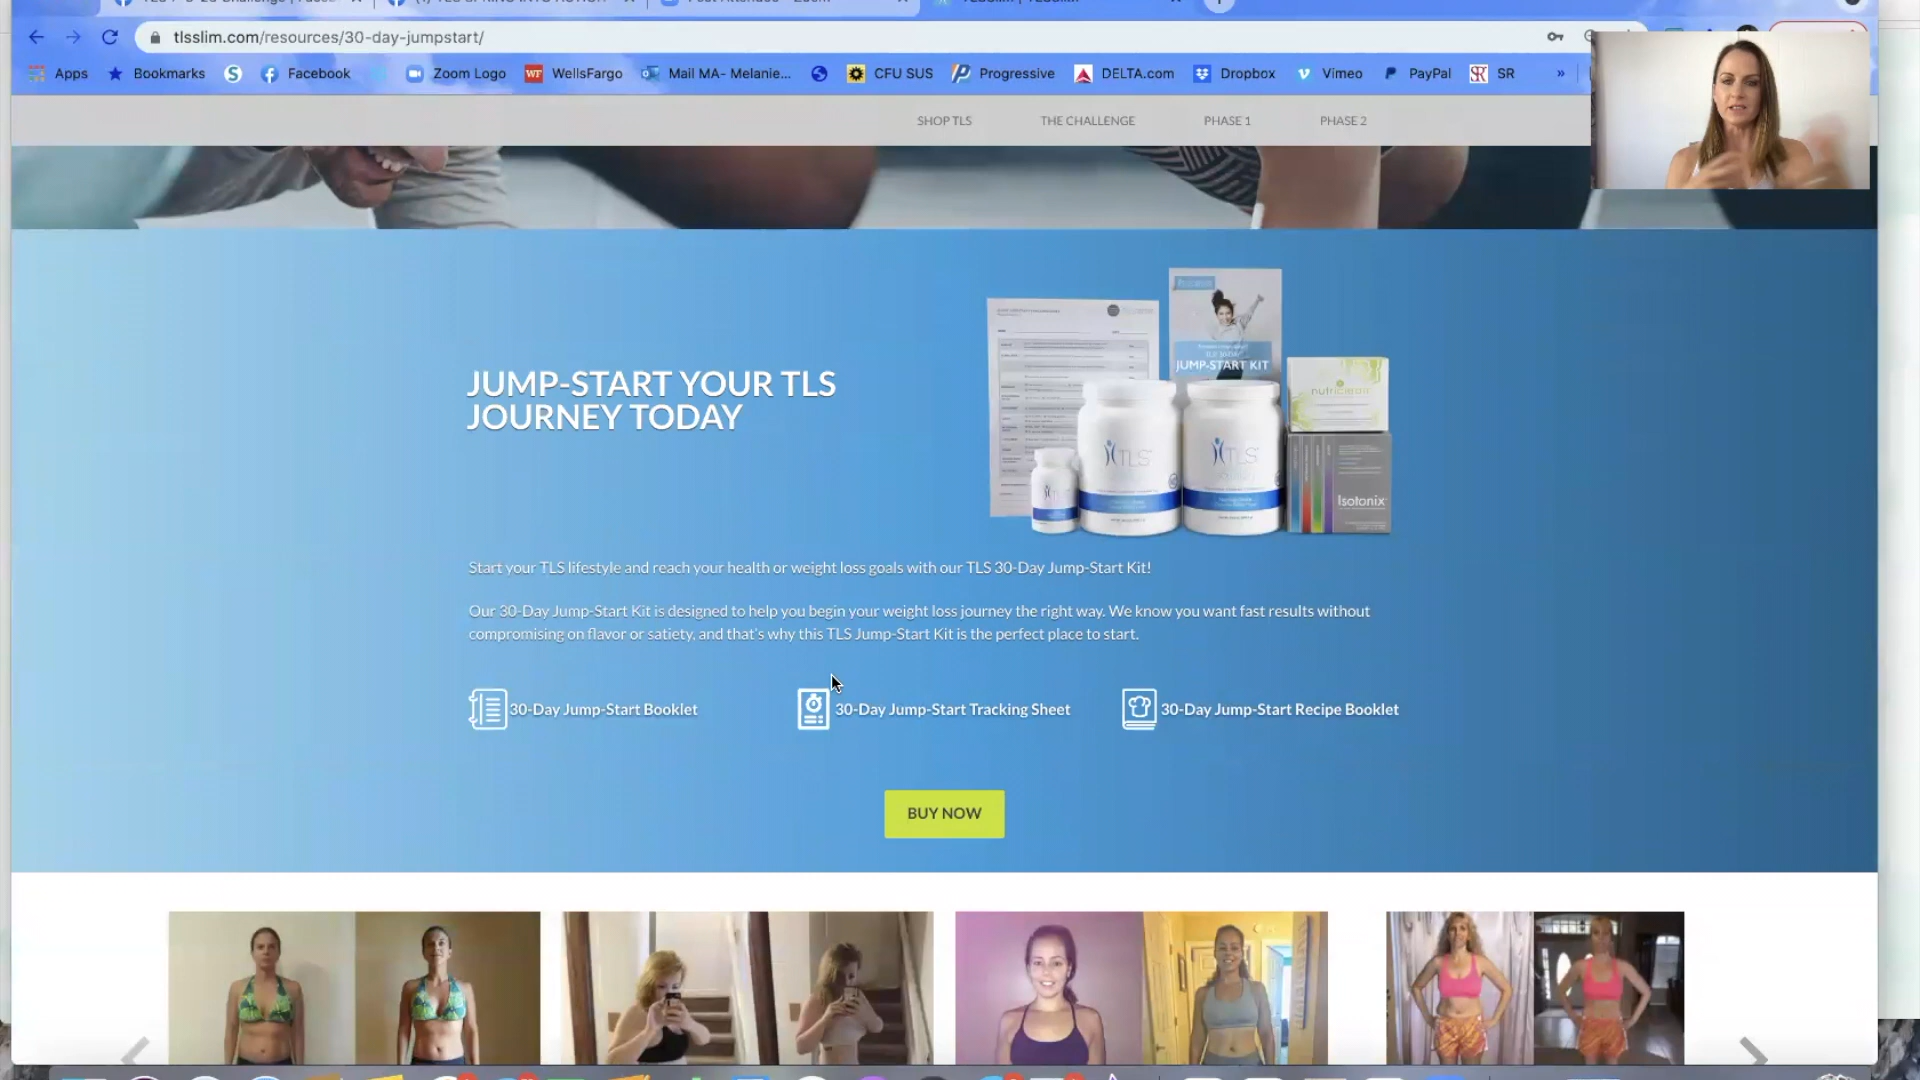 tlsslim.com/resources/30-day-jumpstart/
Apps
Bookmarks
Facebook
Zoom Logo
WellsFargo
Mail MA- Melanie...
CFU SUS
Progressive
DELTA.com
Dropbox
Vimeo
PayPal
SR
»
SHOP TLS
THE CHALLENGE
PHASE 1
PHASE 2
JUMP-START YOUR TLS
JOURNEY TODAY
JUMP-START KIT
nutriclean
TLS
TLS
TLS
Isotonix
Start your TLS lifestyle and reach your health or weight loss goals with our TLS 30-Day Jump-Start Kit!
Our 30-Day Jump-Start Kit is designed to help you begin your weight loss journey the right way. We know you want fast results without
compromising on flavor or satiety, and that's why this TLS Jump-Start Kit is the perfect place to start.
30-Day Jump-Start Booklet
30-Day Jump-Start Tracking Sheet
30-Day Jump-Start Recipe Booklet
BUY NOW